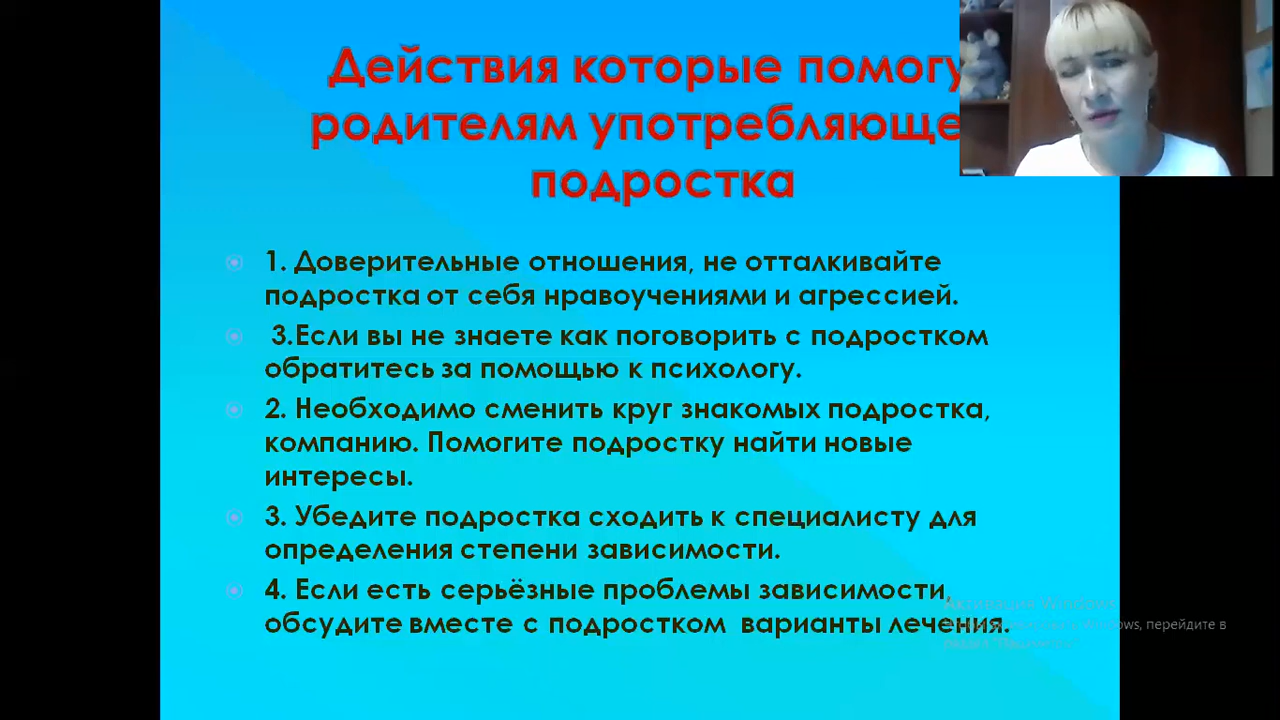 Действия которые помогу
родителям употребляюще
подростка
1. Доверительные отношения, не отталкивайте
подростка от себя нравоучениями и агрессией.
3.Если вы не знаете как поговорить с подростком
обратитесь за помощью к психологу.
2. Необходимо сменить круг знакомых подростка,
компанию. Помогите подростку найти новые
интересы.
3. Убедите подростка сходить к специалисту для
определения степени зависимости.
4. Если есть серьёзные проблемы зависимости,
Активация Windows
обсудите вместе с подростком варианты лечения.
Windows, перейдите в